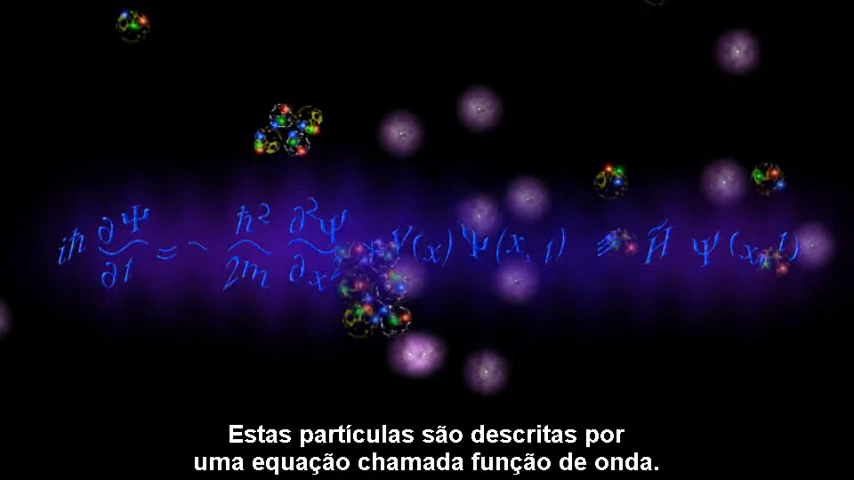 iħ ∂Ψ/∂t = ~ ħ²/2m ∂²Ψ/∂x² + V(x) Ψ(x, t) ≡ H̃ Ψ(x, t)
Estas partículas são descritas por
uma equação chamada função de onda.